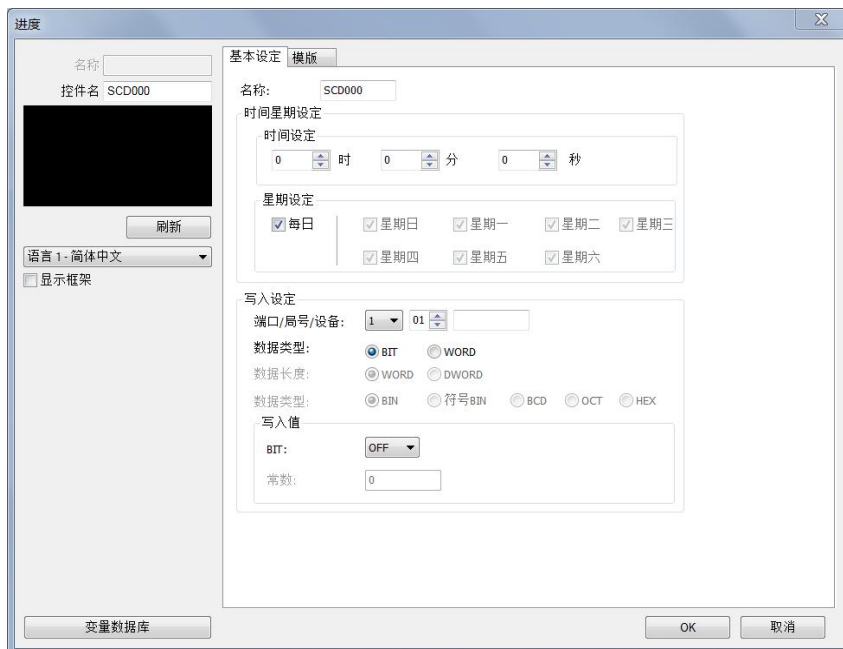 进度
名称
控件名 SCD000
刷新
语言 1 - 简体中文
显示框架
变量数据库
基本设定 模版
名称: SCD000
时间星期设定
时间设定
0 时 0 分 0 秒
星期设定
每日 星期日 星期一 星期二 星期三
星期四 星期五 星期六
写入设定
端口/局号/设备: 1 01
数据类型: BIT WORD
数据长度: WORD DWORD
数据类型: BIN 符号BIN BCD OCT HEX
写入值
BIT: OFF
常数: 0
OK 取消